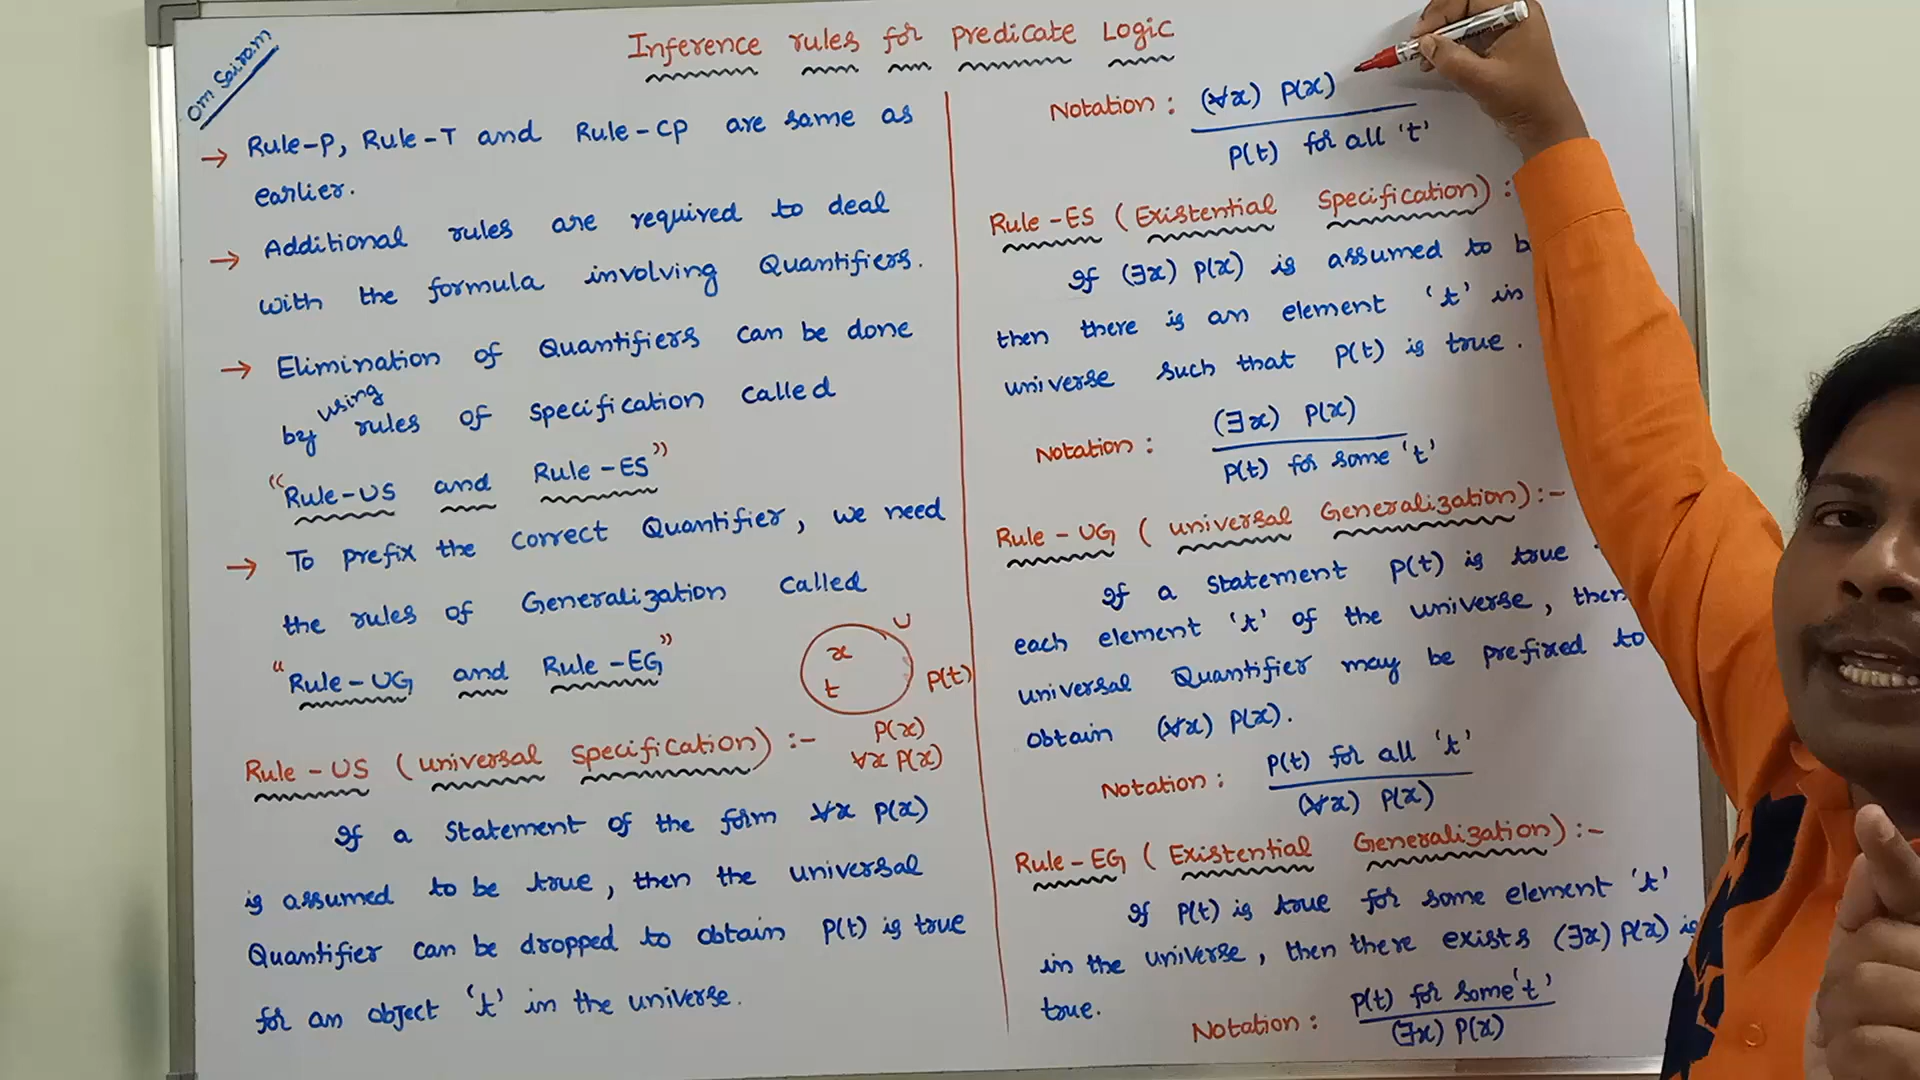 Om Sairam
Inference rules for predicate Logic
→ Rule-P, Rule-T and Rule-CP are same as
earlier.
→ Additional rules are required to deal
with the formula involving Quantifiers.
→ Elimination of Quantifiers can be done
by using rules of specification called
"Rule-US and Rule-ES"
→ To prefix the correct Quantifier, we need
the rules of Generalization called
"Rule-UG and Rule-EG"
U
x
t
P(t)
P(x)
∀x P(x)
Rule-US (universal specification) :-
If a statement of the form ∀x P(x)
is assumed to be true, then the universal
Quantifier can be dropped to obtain P(t) is true
for an object 't' in the universe.
Notation : (∀x) P(x)
P(t) for all 't'
Rule-ES (Existential Specification) :
If (∃x) P(x) is assumed to b
then there is an element 't' in
universe such that P(t) is true.
Notation : (∃x) P(x)
P(t) for some 't'
Rule-UG (universal Generalization) :-
If a statement P(t) is true
each element 't' of the universe, then
universal Quantifier may be prefixed to
obtain (∀x) P(x).
Notation : P(t) for all 't'
(∀x) P(x)
Rule-EG (Existential Generalization) :-
If P(t) is true for some element 't'
in the universe, then there exists (∃x) P(x) is
true.
Notation : P(t) for some 't'
(∃x) P(x)